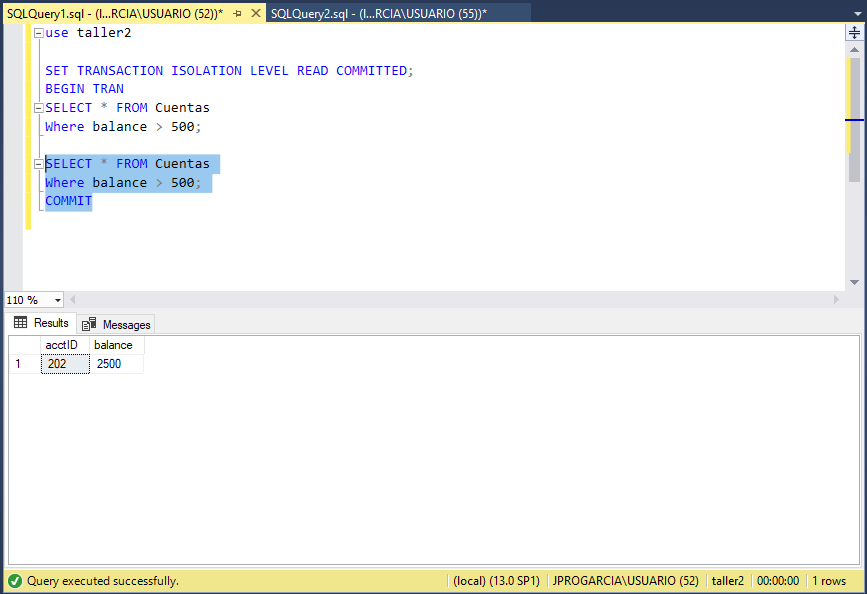 SQLQuery1.sql - (l...RCIA\USUARIO (52))* SQLQuery2.sql - (l...RCIA\USUARIO (55))*
use taller2
SET TRANSACTION ISOLATION LEVEL READ COMMITTED;
BEGIN TRAN
SELECT * FROM Cuentas
Where balance > 500;
SELECT * FROM Cuentas
Where balance > 500;
COMMIT
110 %
Results Messages
acctID balance
1 202 2500
Query executed successfully. (local) (13.0 SP1) JPROGARCIA\USUARIO (52) taller2 00:00:00 1 rows